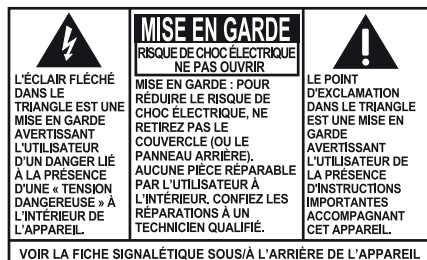 L'ÉCLAIR FLÉCHÉ
DANS LE
TRIANGLE EST UNE
MISE EN GARDE
AVERTISSANT
L'UTILISATEUR
D'UN DANGER LIÉ
À LA PRÉSENCE
D'UNE « TENSION
DANGEREUSE » À
L'INTÉRIEUR DE
L'APPAREIL.
MISE EN GARDE
RISQUE DE CHOC ÉLECTRIQUE
NE PAS OUVRIR
MISE EN GARDE : POUR
RÉDUIRE LE RISQUE DE
CHOC ÉLECTRIQUE, NE
RETIREZ PAS LE
COUVERCLE (OU LE
PANNEAU ARRIÈRE).
AUCUNE PIÈCE RÉPARABLE
PAR L'UTILISATEUR À
L'INTÉRIEUR. CONFIEZ LES
RÉPARATIONS À UN
TECHNICIEN QUALIFIÉ.
LE POINT
D'EXCLAMATION
DANS LE TRIANGLE
EST UNE MISE EN
GARDE
AVERTISSANT
L'UTILISATEUR DE
LA PRÉSENCE
D'INSTRUCTIONS
IMPORTANTES
ACCOMPAGNANT
CET APPAREIL.
VOIR LA FICHE SIGNALÉTIQUE SOUS/À L'ARRIÈRE DE L'APPAREIL